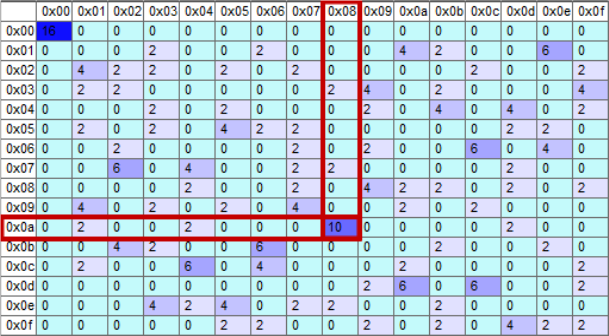 0x00 0x01 0x02 0x03 0x04 0x05 0x06 0x07 0x08 0x09 0x0a 0x0b 0x0c 0x0d 0x0e 0x0f
0x00 16 0 0 0 0 0 0 0 0 0 0 0 0 0 0 0
0x01 0 0 0 2 0 0 2 0 0 0 4 2 0 0 6 0
0x02 0 4 2 2 0 2 0 2 0 0 0 0 2 0 0 2
0x03 0 2 2 0 0 0 0 0 2 4 0 2 0 0 0 4
0x04 0 0 0 2 0 2 0 0 0 2 0 4 0 4 0 2
0x05 0 2 0 2 0 4 2 2 0 0 0 0 0 2 2 0
0x06 0 0 2 0 0 0 0 2 0 2 0 0 6 0 4 0
0x07 0 0 6 0 4 0 0 2 2 0 0 0 0 2 0 0
0x08 0 0 0 0 2 0 0 2 0 4 2 2 0 2 0 2
0x09 0 4 0 2 0 2 0 4 0 0 2 0 2 0 0 0
0x0a 0 2 0 0 2 0 0 0 10 0 0 0 0 2 0 0
0x0b 0 0 4 2 0 0 6 0 0 0 0 2 0 0 2 0
0x0c 0 2 0 0 6 0 4 0 0 0 2 0 0 0 0 2
0x0d 0 0 0 0 0 0 0 0 0 2 6 0 6 0 0 2
0x0e 0 0 0 4 2 4 0 2 2 0 0 2 0 0 0 0
0x0f 0 0 0 0 0 2 2 0 0 2 0 2 0 4 2 2